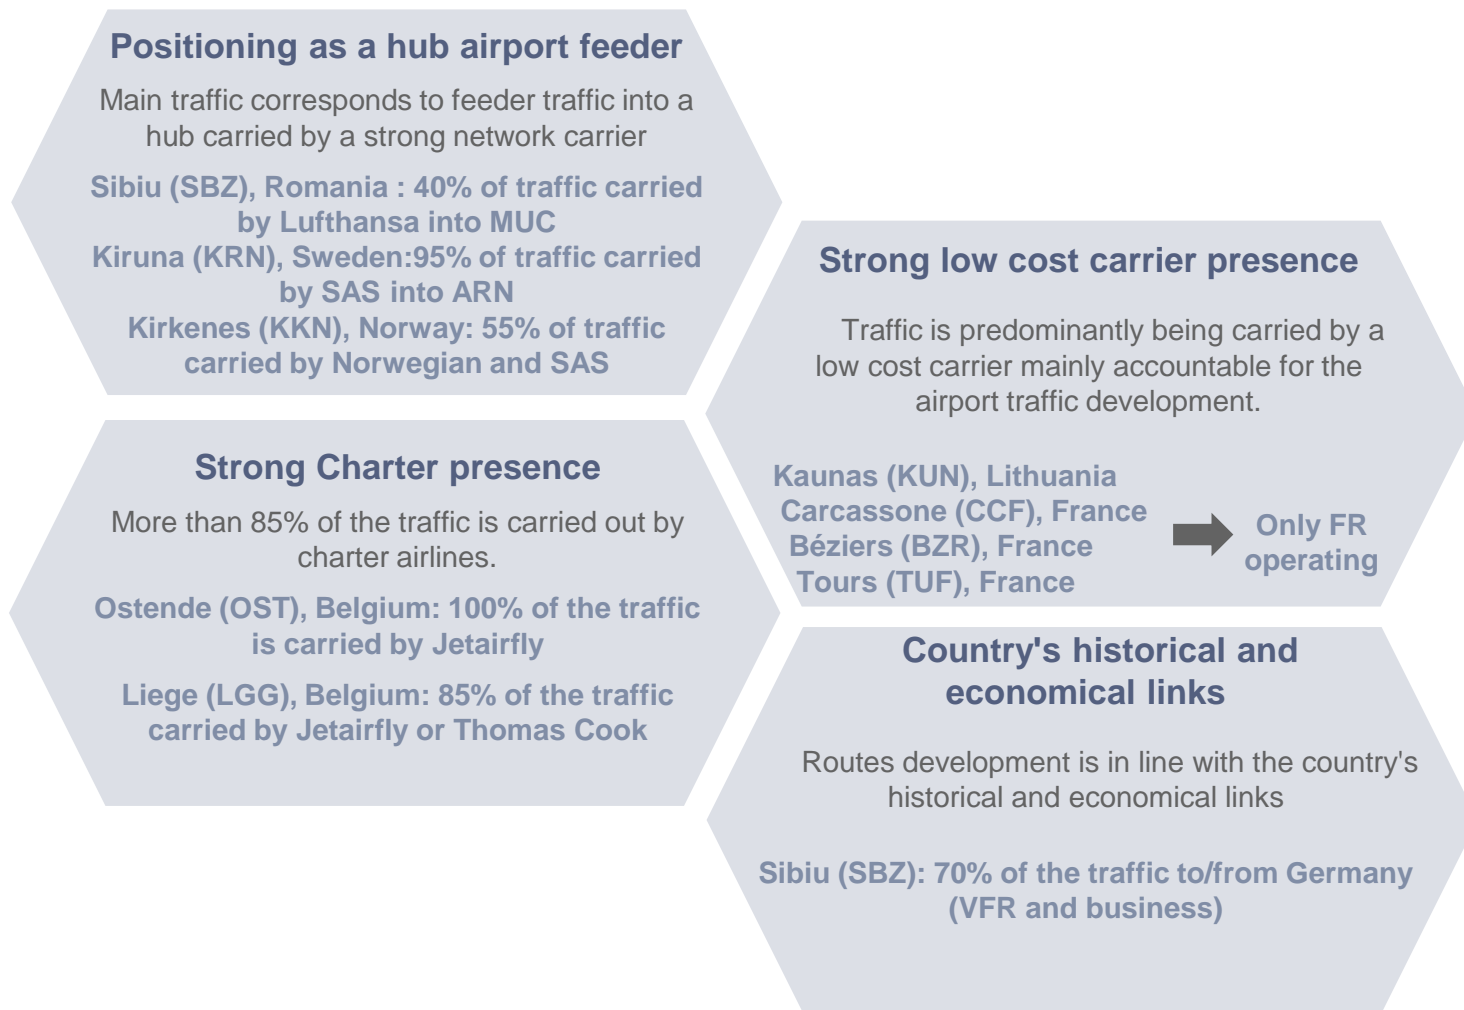 Positioning as a hub airport feeder
Main traffic corresponds to feeder traffic into a
hub carried by a strong network carrier
Sibiu (SBZ), Romania : 40% of traffic carried
by Lufthansa into MUC
Kiruna (KRN), Sweden:95% of traffic carried
by SAS into ARN
Kirkenes (KKN), Norway: 55% of traffic
carried by Norwegian and SAS
Strong low cost carrier presence
Traffic is predominantly being carried by a
low cost carrier mainly accountable for the
airport traffic development.
Kaunas (KUN), Lithuania
Carcassone (CCF), France
Béziers (BZR), France
Tours (TUF), France
Only FR
operating
Strong Charter presence
More than 85% of the traffic is carried out by
charter airlines.
Ostende (OST), Belgium: 100% of the traffic
is carried by Jetairfly
Liege (LGG), Belgium: 85% of the traffic
carried by Jetairfly or Thomas Cook
Country's historical and
economical links
Routes development is in line with the country's
historical and economical links
Sibiu (SBZ): 70% of the traffic to/from Germany
(VFR and business)